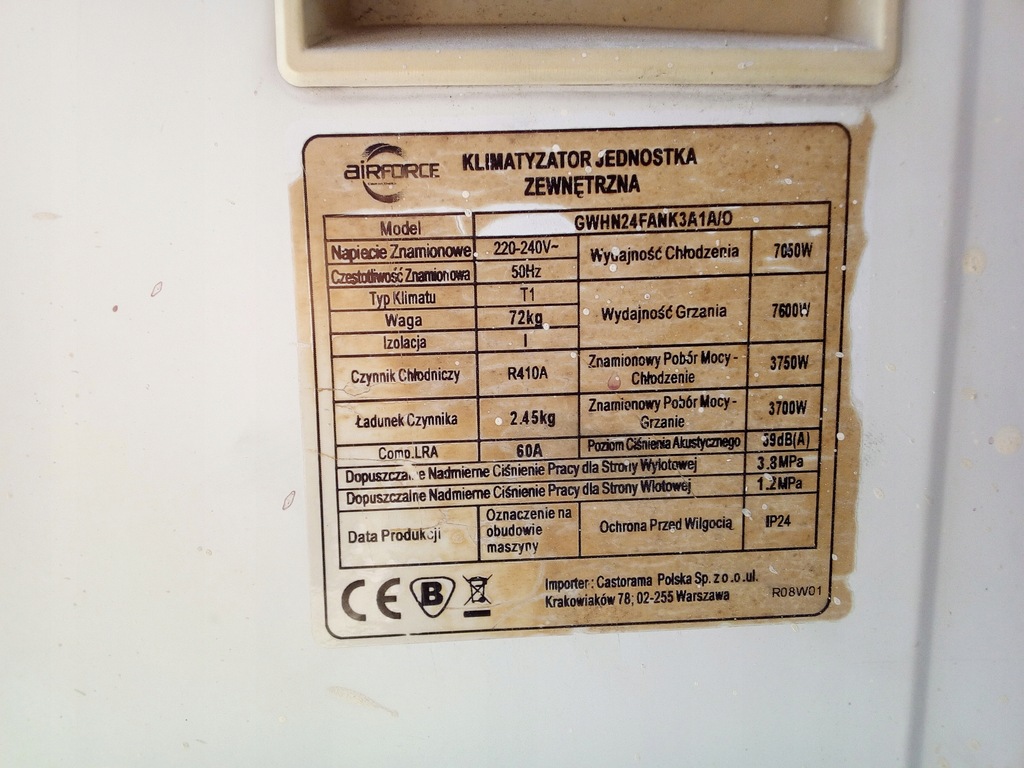 AIRFORCE
KLIMATYZATOR JEDNOSTKA
ZEWNĘTRZNA
Model GWHN24FANK3A1A/O
Napięcie Znamionowe 220-240V~ Wydajność Chłodzenia 7050W
Częstotliwość Znamionowa 50Hz
Typ Klimatu T1 Wydajność Grzania 7600W
Waga 72kg
Izolacja I
Czynnik Chłodniczy R410A Znamionowy Pobór Mocy - Chłodzenie 3750W
Ładunek Czynnika 2.45kg Znamionowy Pobór Mocy - Grzanie 3700W
Comp.LRA 60A Poziom Ciśnienia Akustycznego 59dB(A)
Dopuszczalne Nadmierne Ciśnienie Pracy dla Strony Wylotowej 3.8MPa
Dopuszczalne Nadmierne Ciśnienie Pracy dla Strony Wlotowej 1.2MPa
Data Produkcji Oznaczenie na obudowie maszyny Ochrona Przed Wilgocią IP24
CE B
Importer: Castorama Polska Sp. z o .o .ul.
Krakowiaków 78; 02-255 Warszawa
R08W01